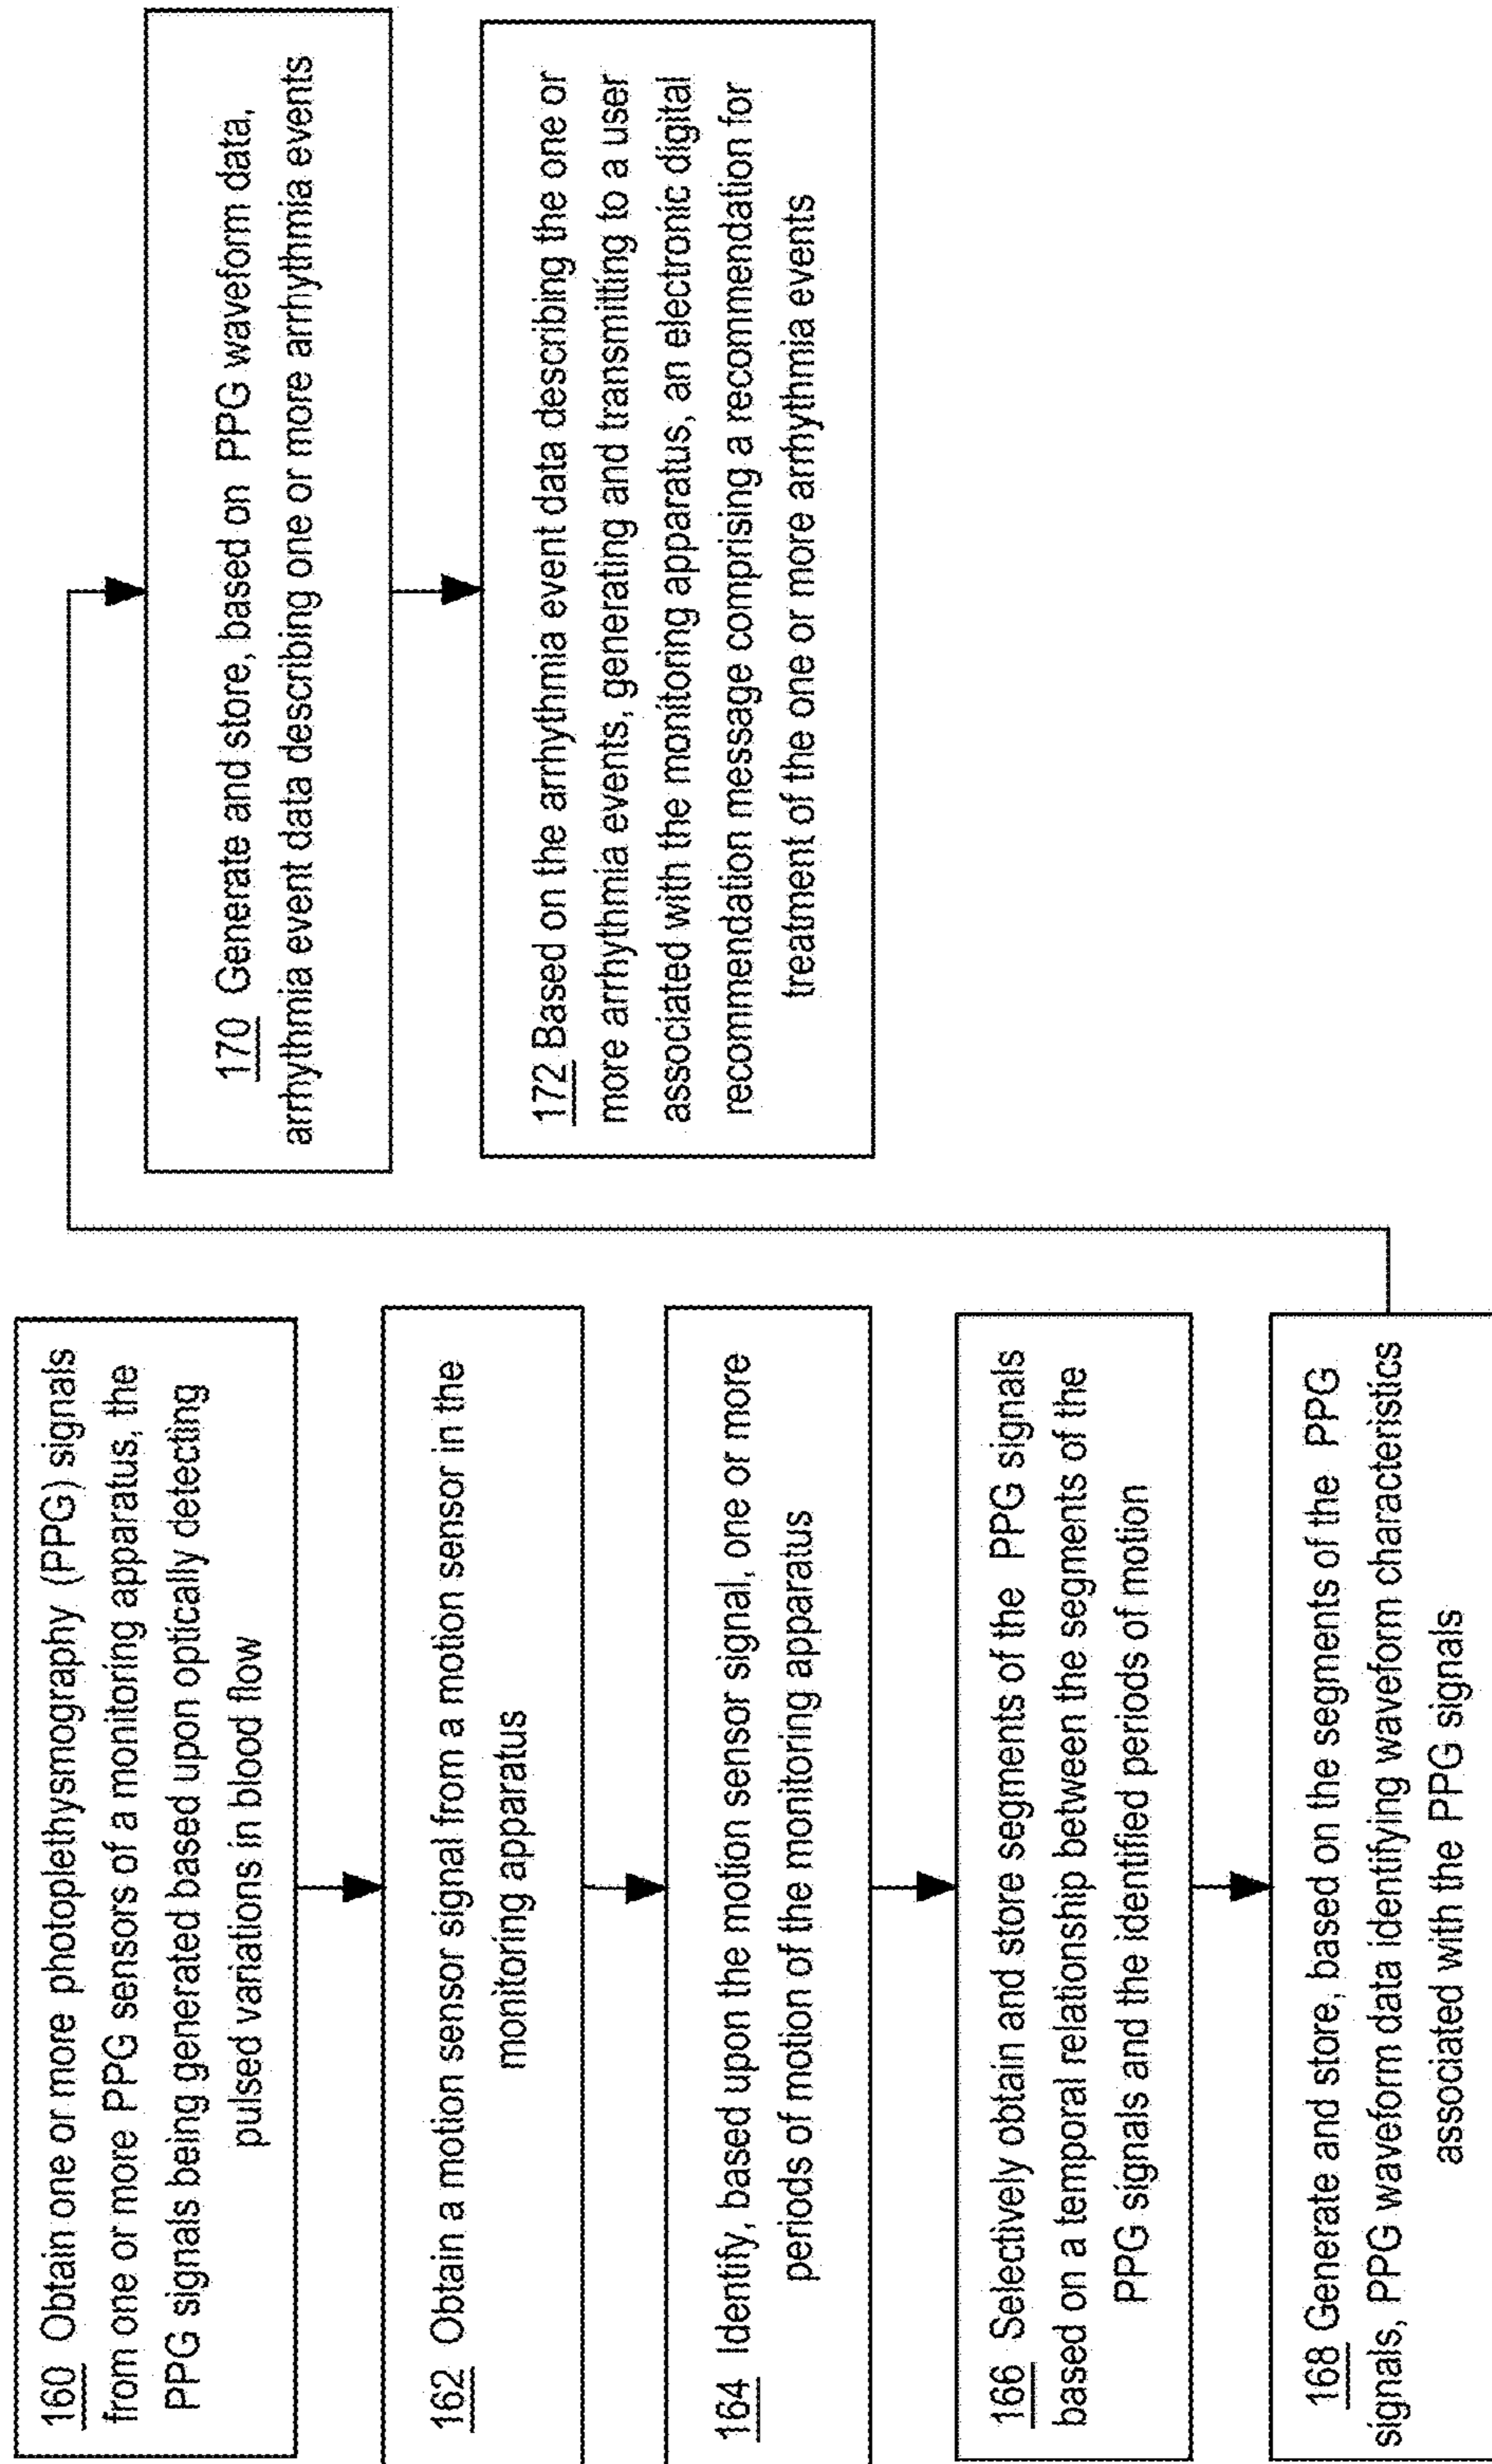 160 Obtain one or more photoplethysmography (PPG) signals
from one or more PPG sensors of a monitoring apparatus, the
PPG signals being generated based upon optically detecting
pulsed variations in blood flow
162 Obtain a motion sensor signal from a motion sensor in the
monitoring apparatus
164 Identify, based upon the motion sensor signal, one or more
periods of motion of the monitoring apparatus
166 Selectively obtain and store segments of the PPG signals
based on a temporal relationship between the segments of the
PPG signals and the identified periods of motion
168 Generate and store, based on the segments of the PPG
signals, PPG waveform data identifying waveform characteristics
associated with the PPG signals
170 Generate and store, based on PPG waveform data,
arrhythmia event data describing one or more arrhythmia events
172 Based on the arrhythmia event data describing the one or
more arrhythmia events, generating and transmitting to a user
associated with the monitoring apparatus, an electronic digital
recommendation message comprising a recommendation for
treatment of the one or more arrhythmia events